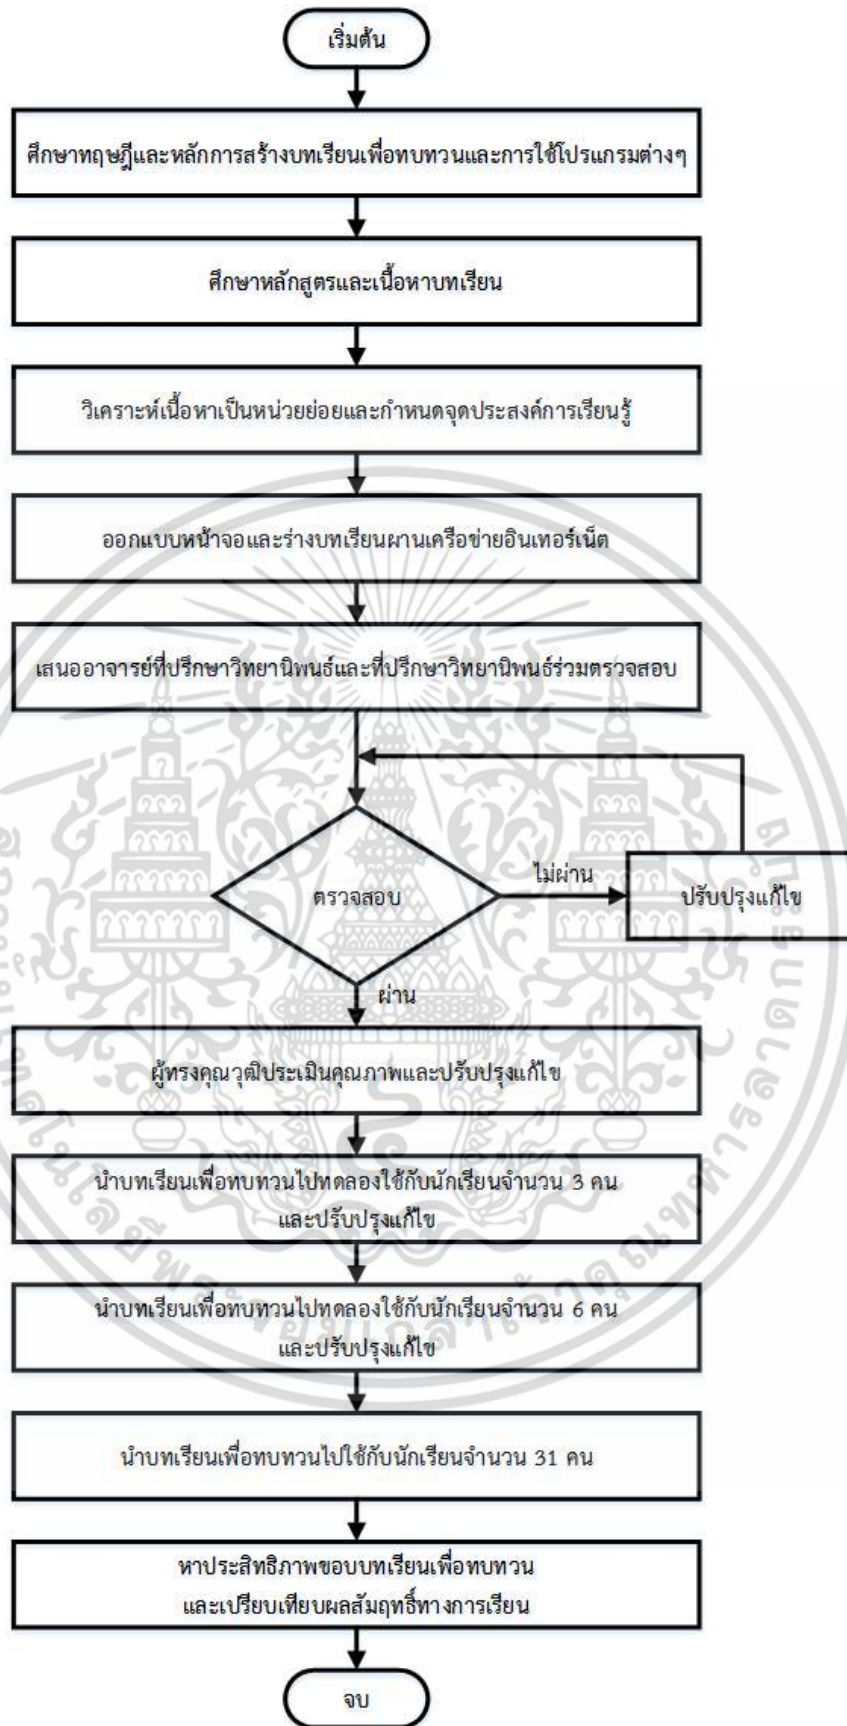 เริ่มต้น
ศึกษาทฤษฎีและหลักการสร้างบทเรียนเพื่อทบทวนและการใช้โปรแกรมต่างๆ
ศึกษาหลักสูตรและเนื้อหาบทเรียน
วิเคราะห์เนื้อหาเป็นหน่วยย่อยและกำหนดจุดประสงค์การเรียนรู้
ออกแบบหน้าจอและร่างบทเรียนผานเครือข่ายอินเทอร์เน็ต
เสนออาจารย์ที่ปรึกษาวิทยานิพนธ์และที่ปรึกษาวิทยานิพนธ์ร่วมตรวจสอบ
ตรวจสอบ
ไม่ผ่าน
ปรับปรุงแก้ไข
ผ่าน
ผู้ทรงคุณวุฒิประเมินคุณภาพและปรับปรุงแก้ไข
นำบทเรียนเพื่อทบทวนไปทดลองใช้กับนักเรียนจำนวน 3 คน
และปรับปรุงแก้ไข
นำบทเรียนเพื่อทบทวนไปทดลองใช้กับนักเรียนจำนวน 6 คน
และปรับปรุงแก้ไข
นำบทเรียนเพื่อทบทวนไปใช้กับนักเรียนจำนวน 31 คน
หาประสิทธิภาพขอบบทเรียนเพื่อทบทวน
และเปรียบเทียบผลสัมฤทธิ์ทางการเรียน
จบ